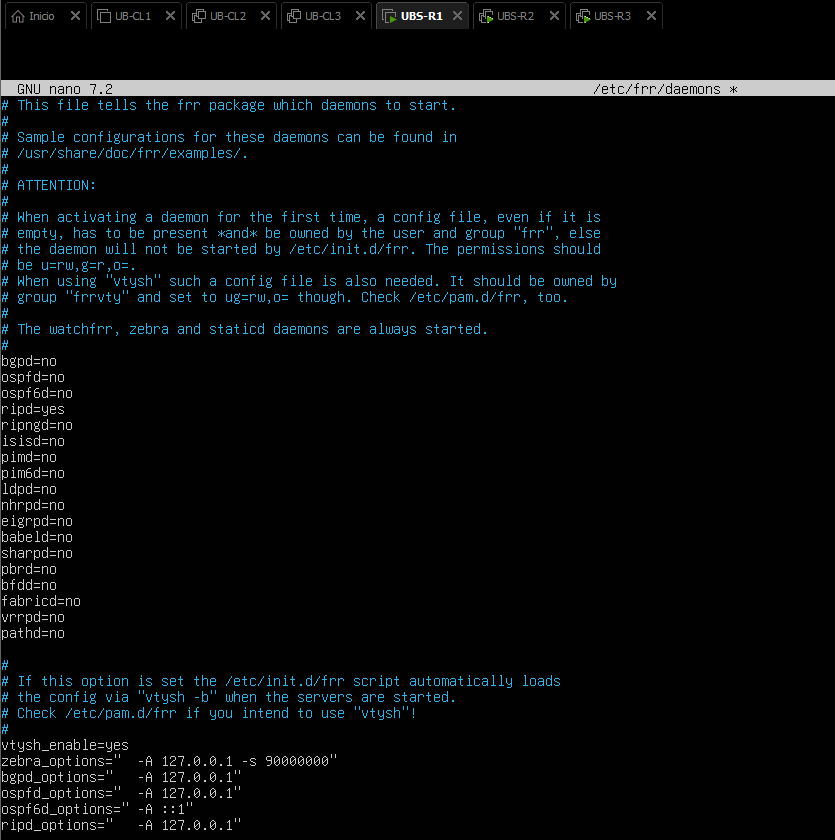 Inicio UB-CL1 UB-CL2 UB-CL3 UBS-R1 UBS-R2 UBS-R3
GNU nano 7.2 /etc/frr/daemons *
# This file tells the frr package which daemons to start.
#
# Sample configurations for these daemons can be found in
# /usr/share/doc/frr/examples/.
#
# ATTENTION:
#
# When activating a daemon for the first time, a config file, even if it is
# empty, has to be present *and* be owned by the user and group "frr", else
# the daemon will not be started by /etc/init.d/frr. The permissions should
# be u=rw,g=r,o=.
# When using "vtysh" such a config file is also needed. It should be owned by
# group "frrvty" and set to ug=rw,o= though. Check /etc/pam.d/frr, too.
#
# The watchfrr, zebra and staticd daemons are always started.
#
bgpd=no
ospfd=no
ospf6d=no
ripd=yes
ripngd=no
isisd=no
pimd=no
pim6d=no
ldpd=no
nhrpd=no
eigrpd=no
babeld=no
sharpd=no
pbrd=no
bfdd=no
fabricd=no
vrrpd=no
pathd=no
#
# If this option is set the /etc/init.d/frr script automatically loads
# the config via "vtysh -b" when the servers are started.
# Check /etc/pam.d/frr if you intend to use "vtysh"!
#
vtysh_enable=yes
zebra_options="  -A 127.0.0.1 -s 90000000"
bgpd_options="   -A 127.0.0.1"
ospfd_options="  -A 127.0.0.1"
ospf6d_options=" -A ::1"
ripd_options="   -A 127.0.0.1"